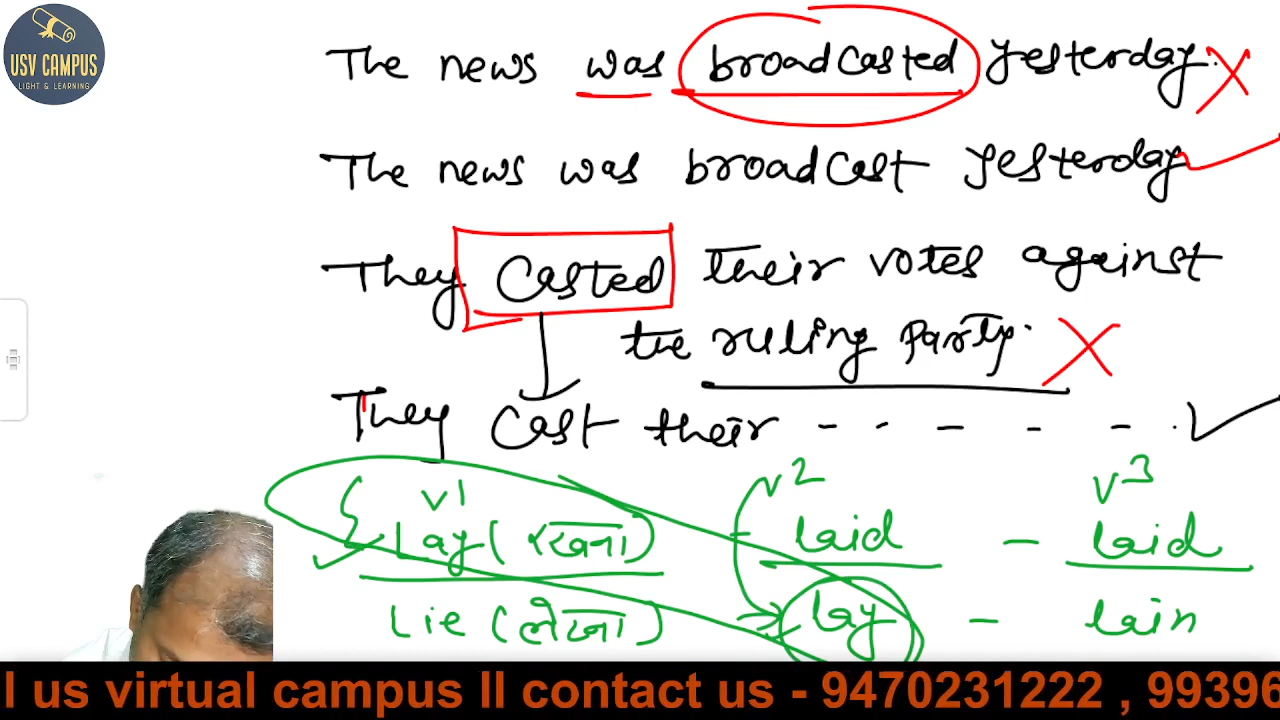 USV CAMPUS
LIGHT & LEARNING
The news was broadcasted yesterday. X
The news was broadcast yesterday ✓
They Casted their votes against
the ruling Party. X
They Cast their - - - - - . ✓
V1 V2 V3
Lay (रखना) - laid - laid
Lie (लेटना) - lay - lain
l us virtual campus ll contact us - 9470231222 , 99396